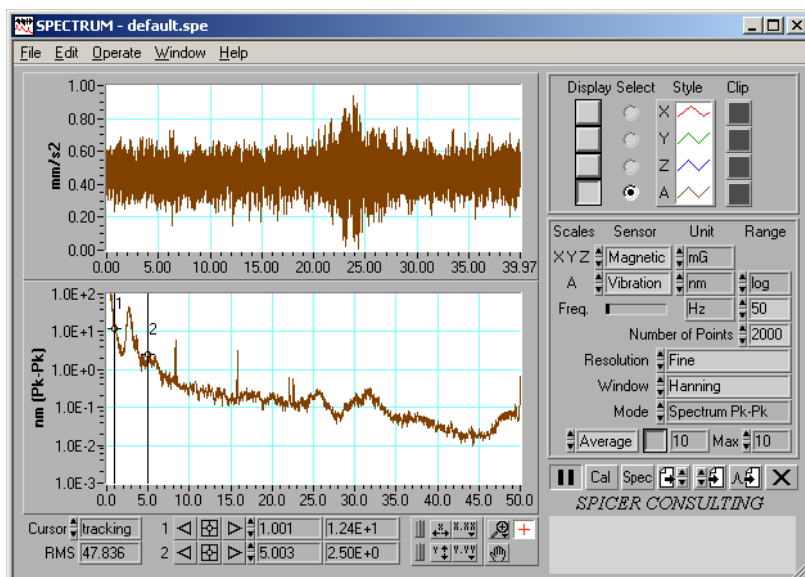 SPECTRUM - default.spe
File Edit Operate Window Help
1.00
0.80
0.60
0.40
0.20
0.00
mm/s2
0.00 5.00 10.00 15.00 20.00 25.00 30.00 35.00 39.97
1.0E+2
1.0E+1
1.0E+0
1.0E-1
1.0E-2
1.0E-3
nm (Pk-Pk)
1
2
0.0 5.0 10.0 15.0 20.0 25.0 30.0 35.0 40.0 45.0 50.0
Cursor tracking 1 1.001 1.24E+1
RMS 47.836 2 5.003 2.50E+0
X X.XX
Y Y.YY
Display Select Style Clip
X
Y
Z
A
Scales Sensor Unit Range
XYZ Magnetic mG
A Vibration nm log
Freq. Hz 50
Number of Points 2000
Resolution Fine
Window Hanning
Mode Spectrum Pk-Pk
Average 10 Max 10
Cal Spec
SPICER CONSULTING